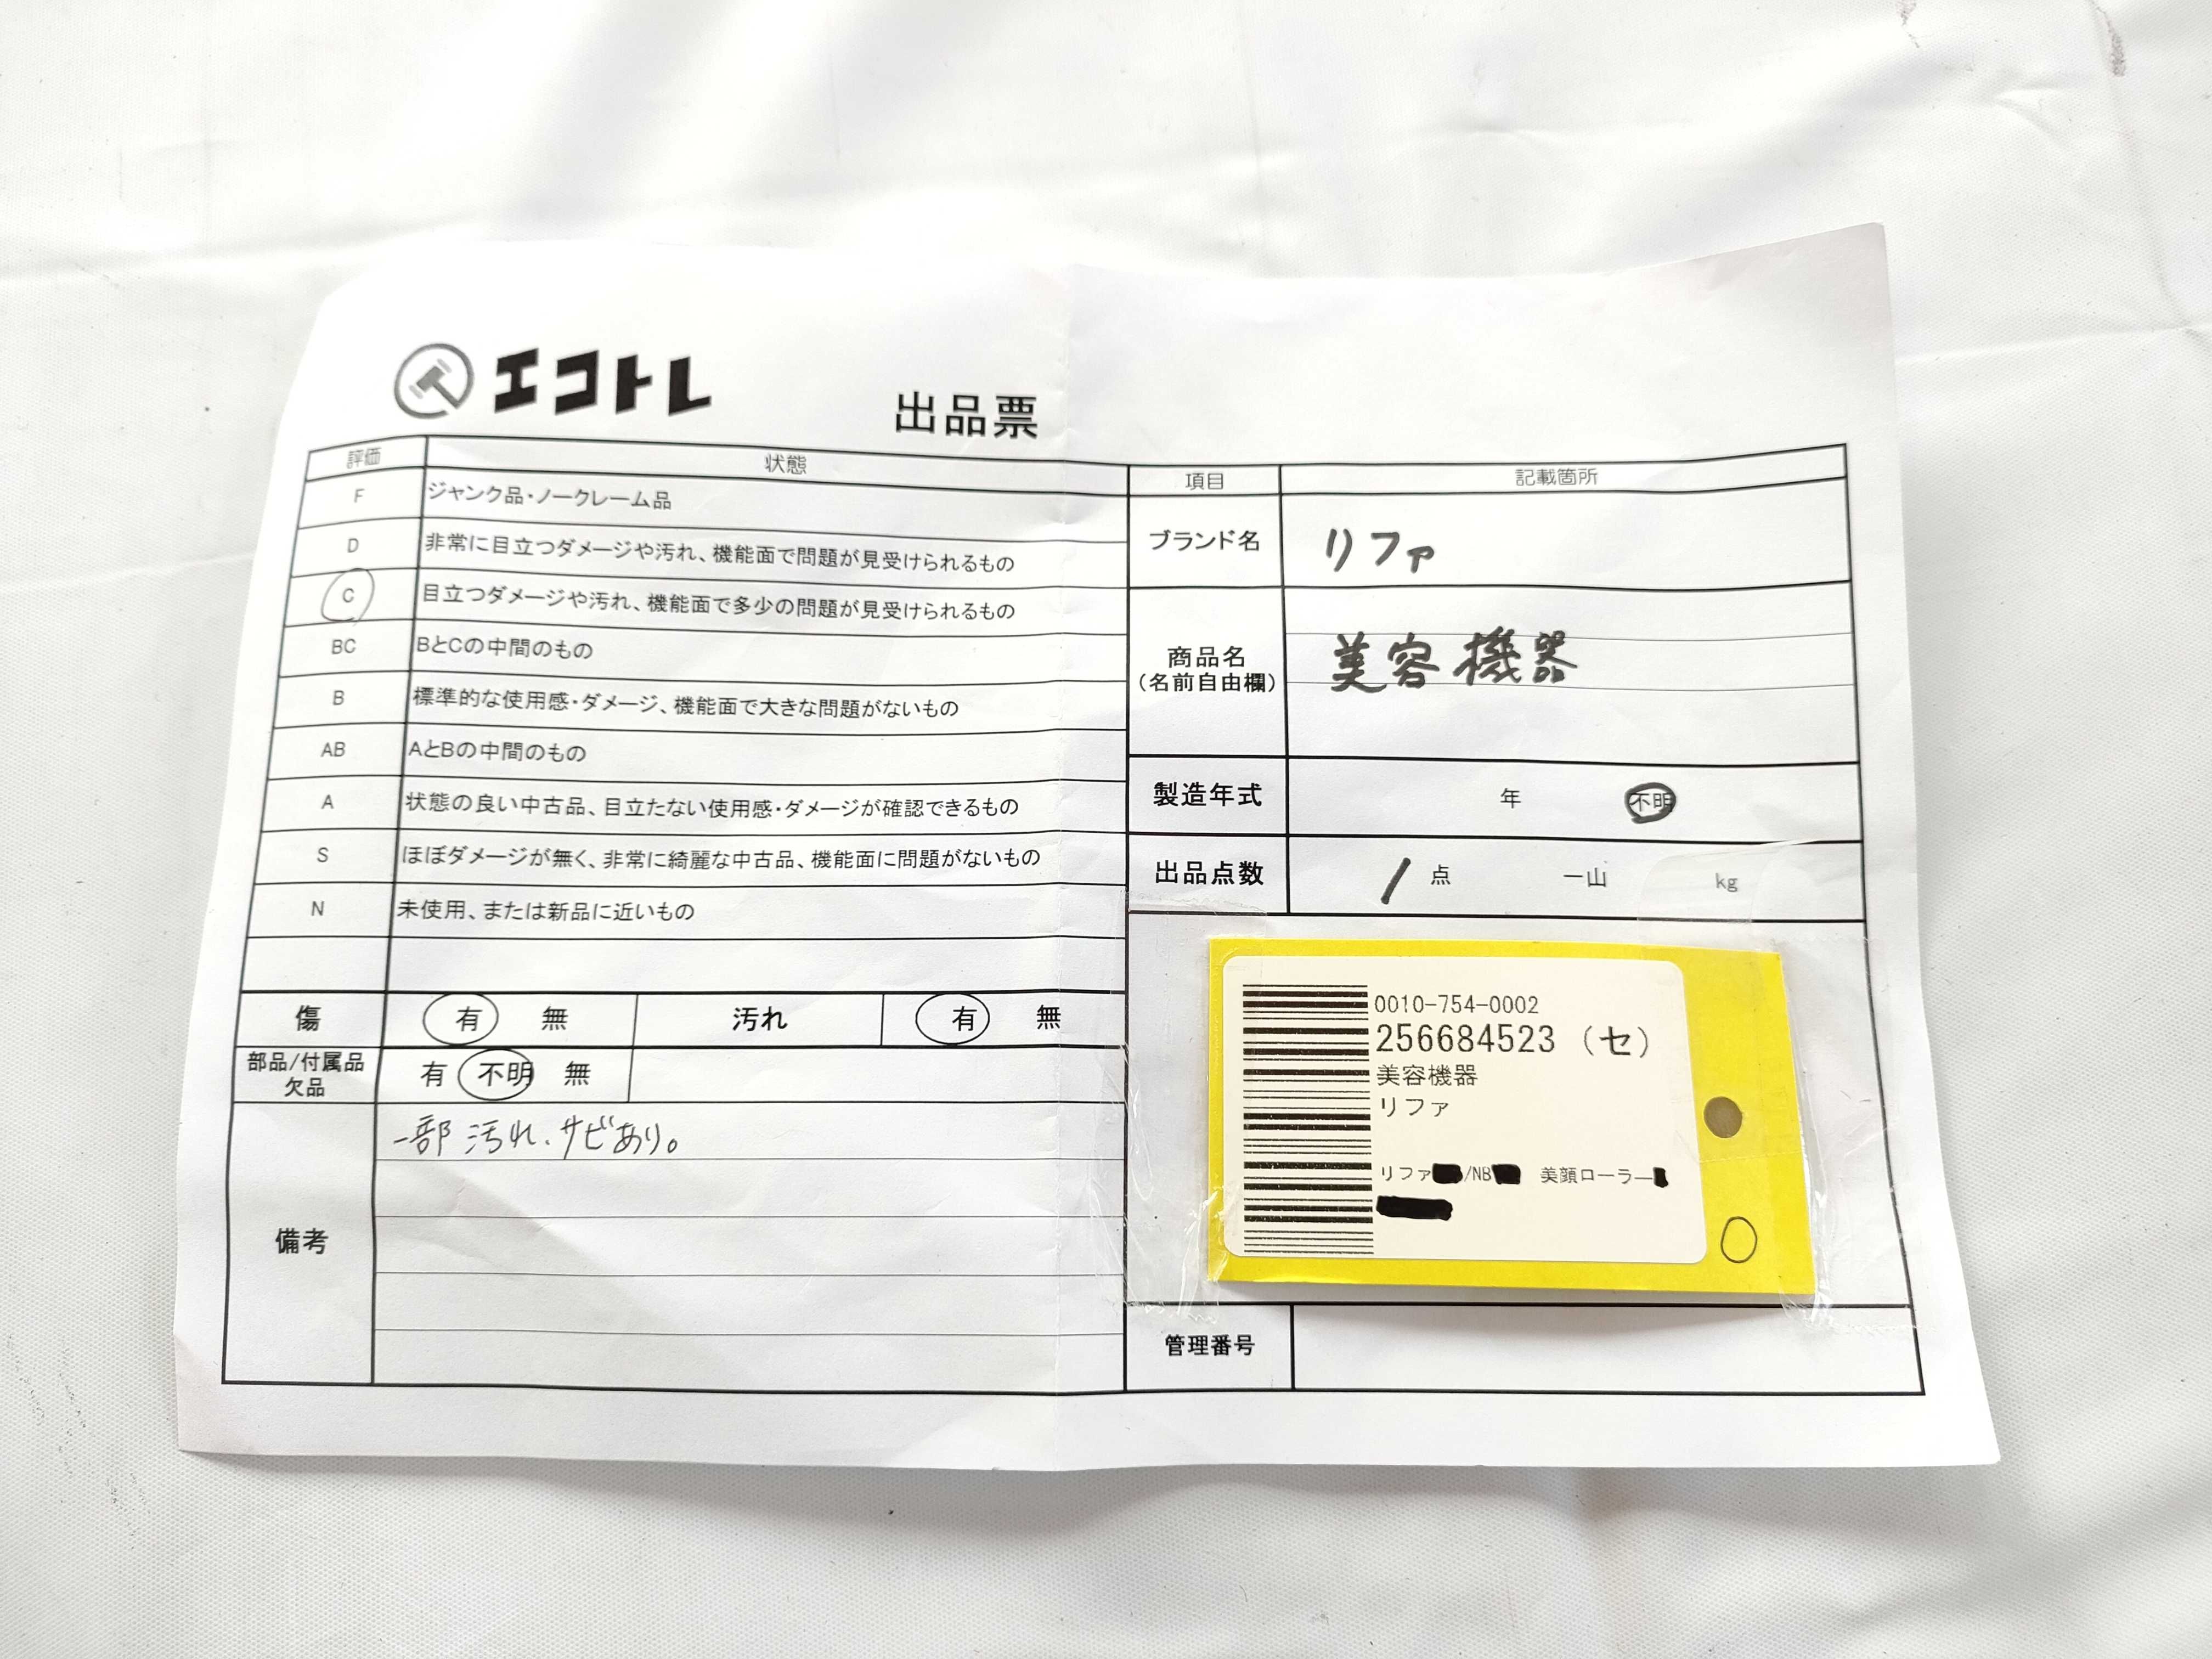 エコトレ
出品票
評価 状態
F ジャンク品・ノークレーム品
D 非常に目立つダメージや汚れ、機能面で問題が見受けられるもの
C 目立つダメージや汚れ、機能面で多少の問題が見受けられるもの
BC BとCの中間のもの
B 標準的な使用感・ダメージ、機能面で大きな問題がないもの
AB AとBの中間のもの
A 状態の良い中古品、目立たない使用感・ダメージが確認できるもの
S ほぼダメージが無く、非常に綺麗な中古品、機能面に問題がないもの
N 未使用、または新品に近いもの
傷 有 無 汚れ 有 無
部品/付属品
欠品
有 不明 無
備考
一部汚れ、サビあり。
項目 記載箇所
ブランド名 リファ
商品名
(名前自由欄)
美容機器
製造年式 年 不明
出品点数 1 点 一山 kg
0010-754-0002
256684523 (セ)
美容機器
リファ
リファ /NB 美顔ローラー
管理番号